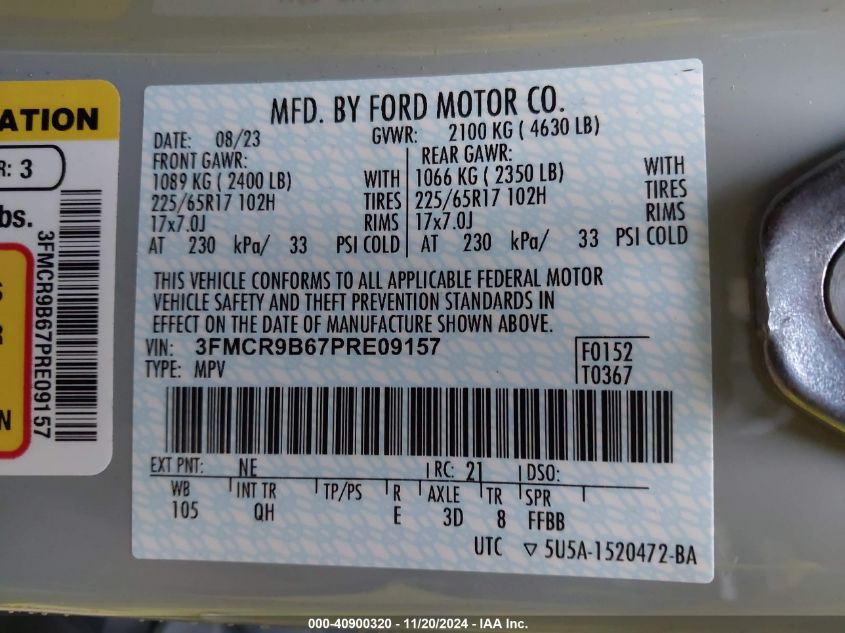 ATION
R: 3
bs.
S
R
N
3FMCR9B67PRE09157
MFD. BY FORD MOTOR CO.
DATE: 08/23 GVWR: 2100 KG ( 4630 LB)
FRONT GAWR: REAR GAWR:
1089 KG ( 2400 LB) WITH 1066 KG ( 2350 LB) WITH
225/65R17 102H TIRES 225/65R17 102H TIRES
17x7.0J RIMS 17x7.0J RIMS
AT 230 kPa/ 33 PSI COLD AT 230 kPa/ 33 PSI COLD
THIS VEHICLE CONFORMS TO ALL APPLICABLE FEDERAL MOTOR
VEHICLE SAFETY AND THEFT PREVENTION STANDARDS IN
EFFECT ON THE DATE OF MANUFACTURE SHOWN ABOVE.
VIN: 3FMCR9B67PRE09157 F0152
TYPE: MPV T0367
EXT PNT: NE RC: 21 DSO:
WB INT TR TP/PS R AXLE TR SPR
105 QH E 3D 8 FFBB
UTC ▽ 5U5A-1520472-BA
000-40900320 - 11/20/2024 - IAA Inc.